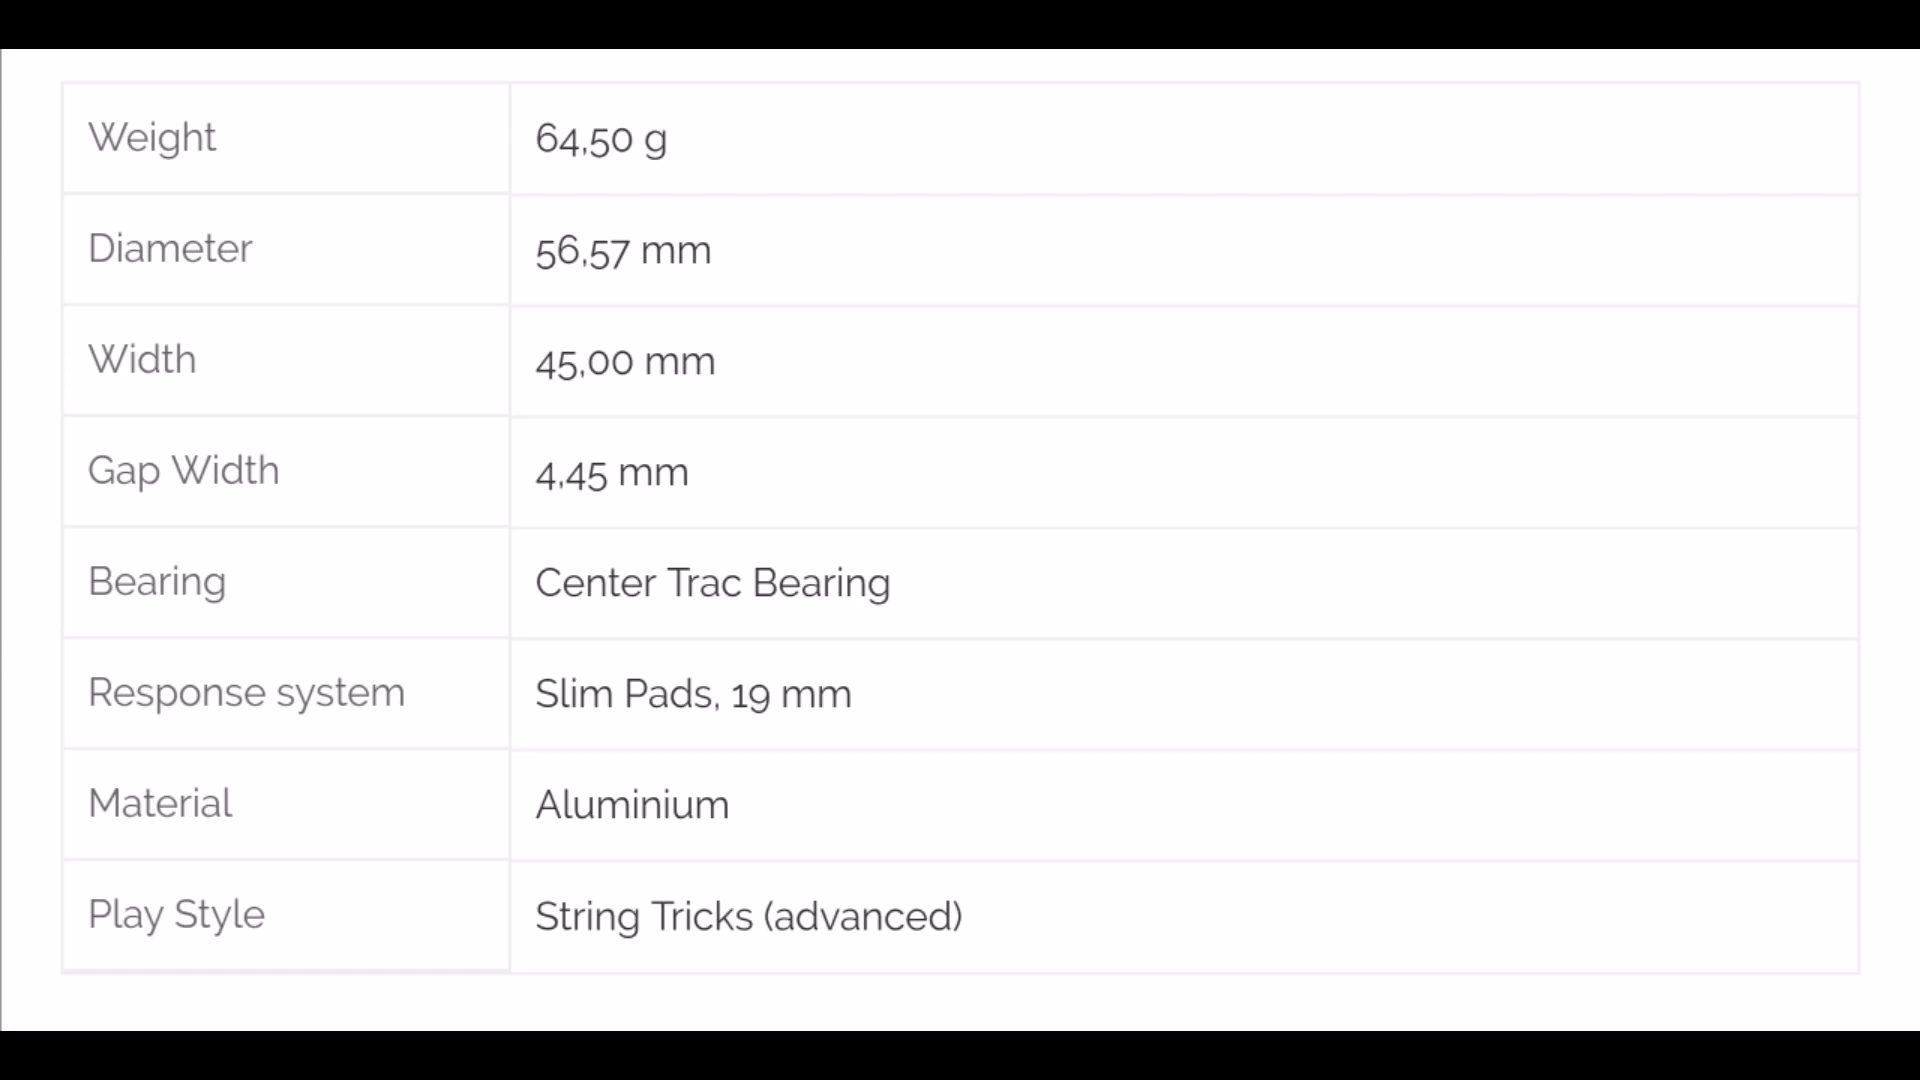 Weight 64,50 g
Diameter 56,57 mm
Width 45,00 mm
Gap Width 4,45 mm
Bearing Center Trac Bearing
Response system Slim Pads, 19 mm
Material Aluminium
Play Style String Tricks (advanced)